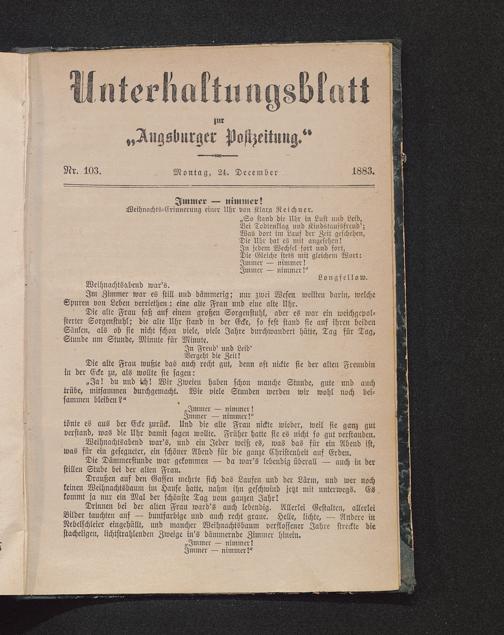 Unterhaltungsblatt
zur
„Augsburger Postzeitung.“
Nr. 103.
Montag, 24. December
1883.
Immer — nimmer!
Weihnachts-Erinnerung einer Uhr von Klara Reichner.
„So stand die Uhr in Lust und Leid,
Bei Todtenklag und Kindstaufsfreud';
Was dort im Lauf der Zeit geschehen,
Die Uhr hat es mit angesehen!
In jedem Wechsel fort und fort,
Die Gleiche stets mit gleichem Wort:
Immer — nimmer!
Immer — nimmer!“
Longfellow.
Weihnachtsabend war's.
Im Zimmer war es still und dämmerig; nur zwei Wesen weilten darin, welche
Spuren von Leben verriethen; eine alte Frau und eine alte Uhr.
Die alte Frau saß auf einem großen Sorgenstuhl, aber es war ein weichgepol-
sterter Sorgenstuhl; die alte Uhr stand in der Ecke, so fest stand sie auf ihren beiden
Säulen, als ob sie nicht schon viele, viele Jahre durchwandert hätte, Tag für Tag,
Stunde um Stunde, Minute für Minute.
In Freud' und Leid'
Vergeht die Zeit!
Die alte Frau wußte das auch recht gut, denn oft nickte sie der alten Freundin
in der Ecke zu, als wollte sie sagen:
„Ja! du und ich! Wir Zweien haben schon manche Stunde, gute und auch
trübe, mitsammen durchgemacht. Wie viele Stunden werden wir wohl noch bei-
sammen bleiben?“
„Immer — nimmer!
Immer — nimmer!“
tönte es aus der Ecke zurück. Und die alte Frau nickte wieder, weil sie ganz gut
verstand, was die Uhr damit sagen wollte. Früher hatte sie es nicht so gut verstanden.
Weihnachtsabend war's, und ein Jeder weiß es, was das für ein Abend ist,
was für ein gesegneter, ein schöner Abend für die ganze Christenheit auf Erden.
Die Dämmerstunde war gekommen — da war's lebendig überall — auch in der
stillen Stube bei der alten Frau.
Draußen auf den Gassen mehrte sich das Laufen und der Lärm, und wer noch
keinen Weihnachtsbaum im Hause hatte, nahm ihn geschwind jetzt mit unterwegs. Es
kommt ja nur ein Mal der schönste Tag vom ganzen Jahr!
Drinnen bei der alten Frau ward's auch lebendig. Allerlei Gestalten, allerlei
Bilder tauchten auf — buntfarbige und auch recht graue. Helle, lichte, — Andere in
Nebelschleier eingehüllt, und mancher Weihnachtsbaum verflossener Jahre streckte die
stacheligen, lichtstrahlenden Zweige in's dämmernde Zimmer hinein.
„Immer — nimmer!
Immer — nimmer!“